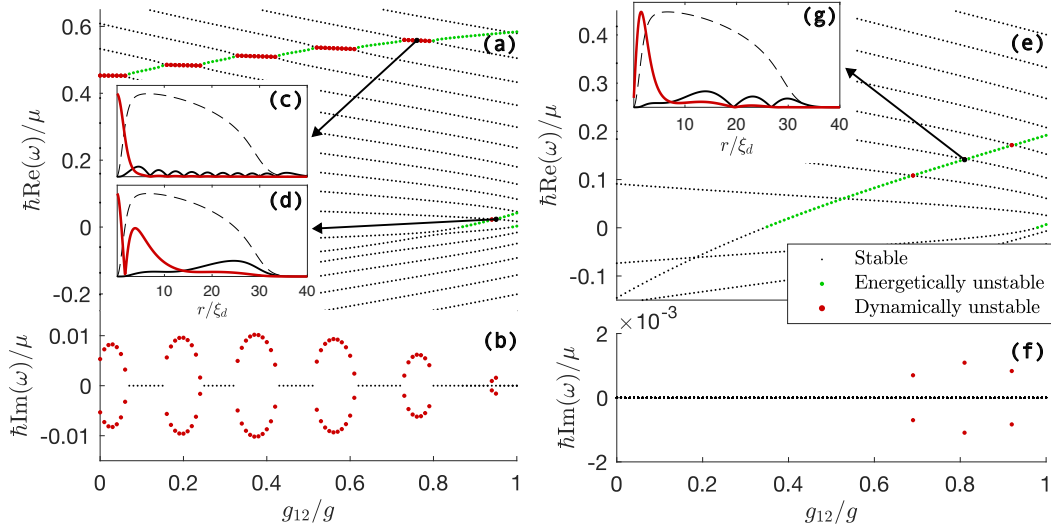 (a)
0.6
0.4
0.2
0
-0.2
ħRe(ω)/μ
(c)
(d)
0 10 20 30 40
r/ξ_d
(b)
0.01
0
-0.01
ħIm(ω)/μ
0 0.2 0.4 0.6 0.8 1
g₁₂/g
(e)
0.4
0.3
0.2
0.1
0
-0.1
ħRe(ω)/μ
(g)
0 10 20 30 40
r/ξ_d
Stable
Energetically unstable
Dynamically unstable
× 10⁻³
(f)
2
0
-2
ħIm(ω)/μ
0 0.2 0.4 0.6 0.8 1
g₁₂/g